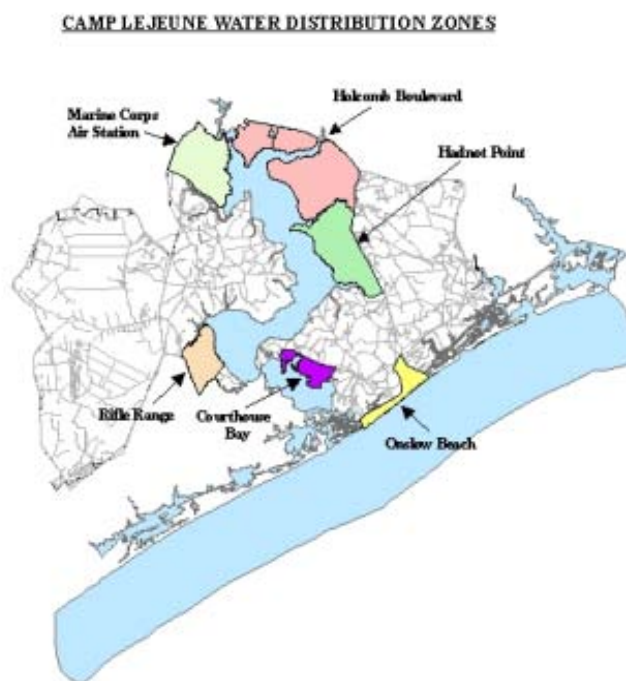 CAMP LEJEUNE WATER DISTRIBUTION ZONES
Holcomb Boulevard
Marine Corps
Air Station
Hadnot Point
Rifle Range
Courthouse
Bay
Onslow Beach